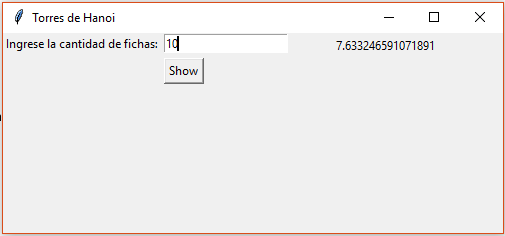 Torres de Hanoi
Ingrese la cantidad de fichas: 10 7.633246591071891
Show